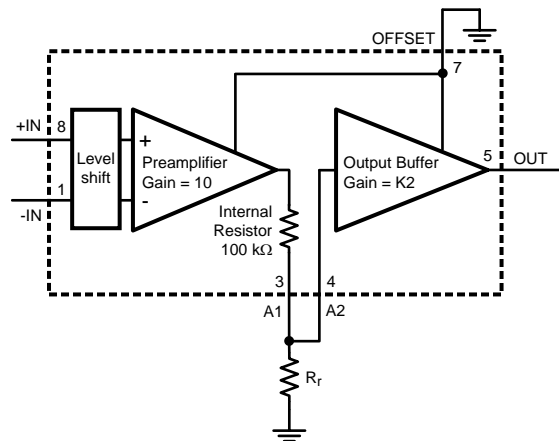 OFFSET
7
+IN
8
Level
shift
1
-IN
+
-
Preamplifier
Gain = 10
Output Buffer
Gain = K2
5
OUT
Internal
Resistor
100 kΩ
3
4
A1
A2
Rr